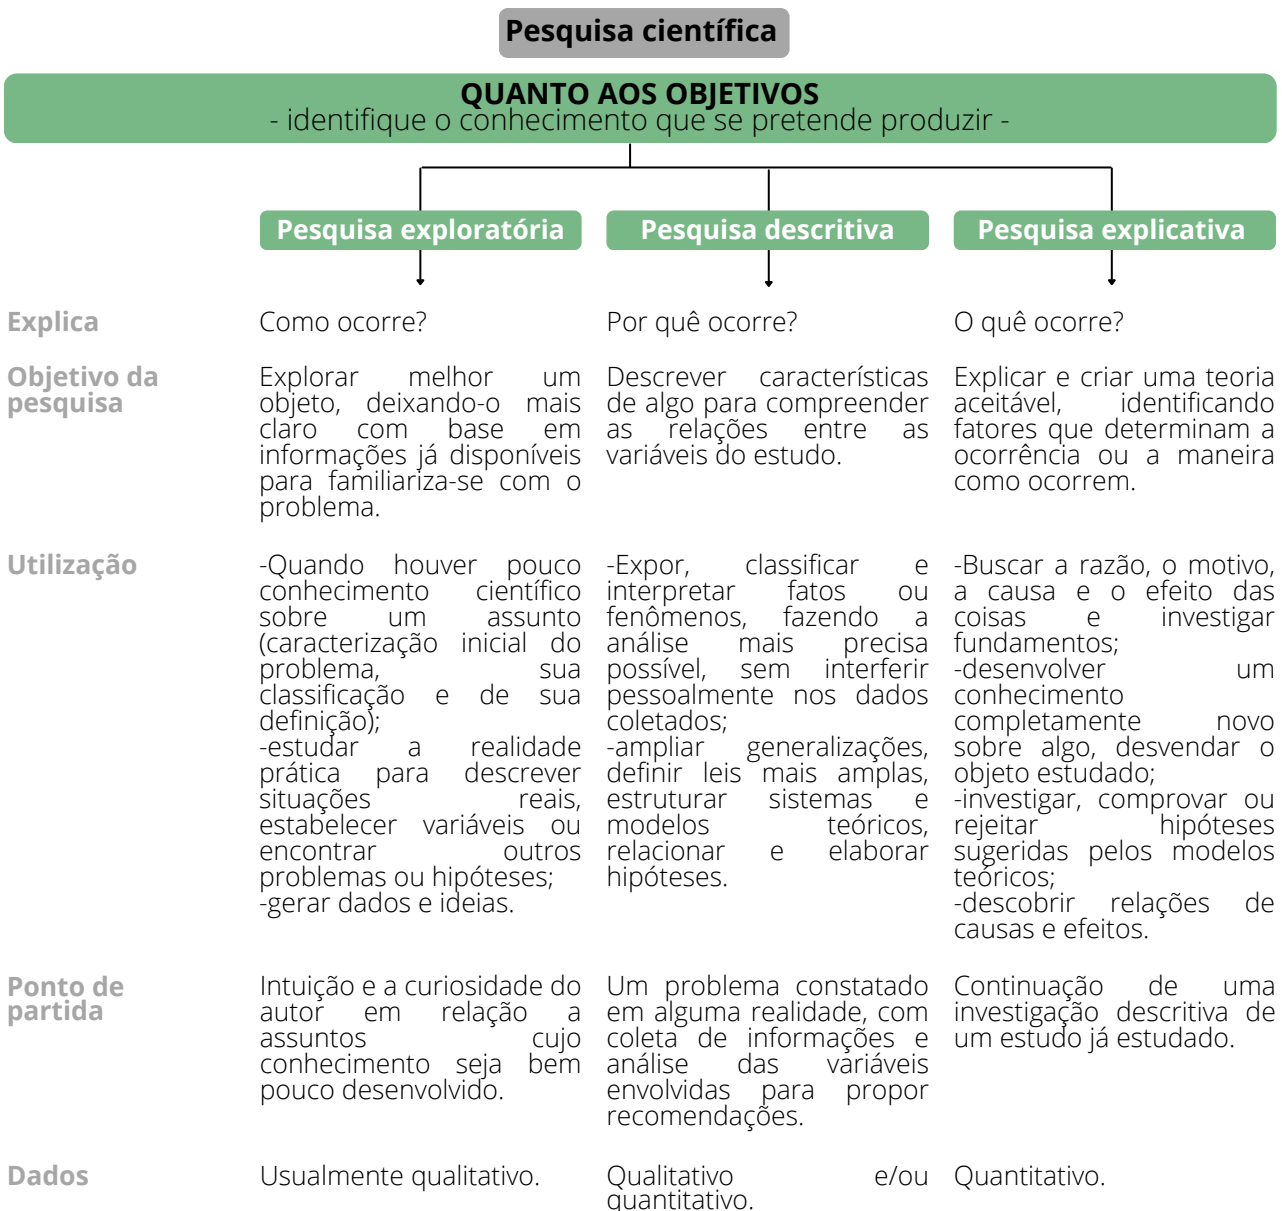 Pesquisa científica
QUANTO AOS OBJETIVOS
- identifique o conhecimento que se pretende produzir -
Pesquisa exploratória
Pesquisa descritiva
Pesquisa explicativa
Explica
Como ocorre?
Por quê ocorre?
O quê ocorre?
Objetivo da
pesquisa
Explorar melhor um
objeto, deixando-o mais
claro com base em
informações já disponíveis
para familiariza-se com o
problema.
Descrever características
de algo para compreender
as relações entre as
variáveis do estudo.
Explicar e criar uma teoria
aceitável, identificando
fatores que determinam a
ocorrência ou a maneira
como ocorrem.
Utilização
-Quando houver pouco
conhecimento científico
sobre um assunto
(caracterização inicial do
problema, sua
classificação e de sua
definição);
-estudar a realidade
prática para descrever
situações reais,
estabelecer variáveis ou
encontrar outros
problemas ou hipóteses;
-gerar dados e ideias.
-Expor, classificar e
interpretar fatos ou
fenômenos, fazendo a
análise mais precisa
possível, sem interferir
pessoalmente nos dados
coletados;
-ampliar generalizações,
definir leis mais amplas,
estruturar sistemas e
modelos teóricos,
relacionar e elaborar
hipóteses.
-Buscar a razão, o motivo,
a causa e o efeito das
coisas e investigar
fundamentos;
-desenvolver um
conhecimento
completamente novo
sobre algo, desvendar o
objeto estudado;
-investigar, comprovar ou
rejeitar hipóteses
sugeridas pelos modelos
teóricos;
-descobrir relações de
causas e efeitos.
Ponto de
partida
Intuição e a curiosidade do
autor em relação a
assuntos cujo
conhecimento seja bem
pouco desenvolvido.
Um problema constatado
em alguma realidade, com
coleta de informações e
análise das variáveis
envolvidas para propor
recomendações.
Continuação de uma
investigação descritiva de
um estudo já estudado.
Dados
Usualmente qualitativo.
Qualitativo e/ou
quantitativo.
Quantitativo.